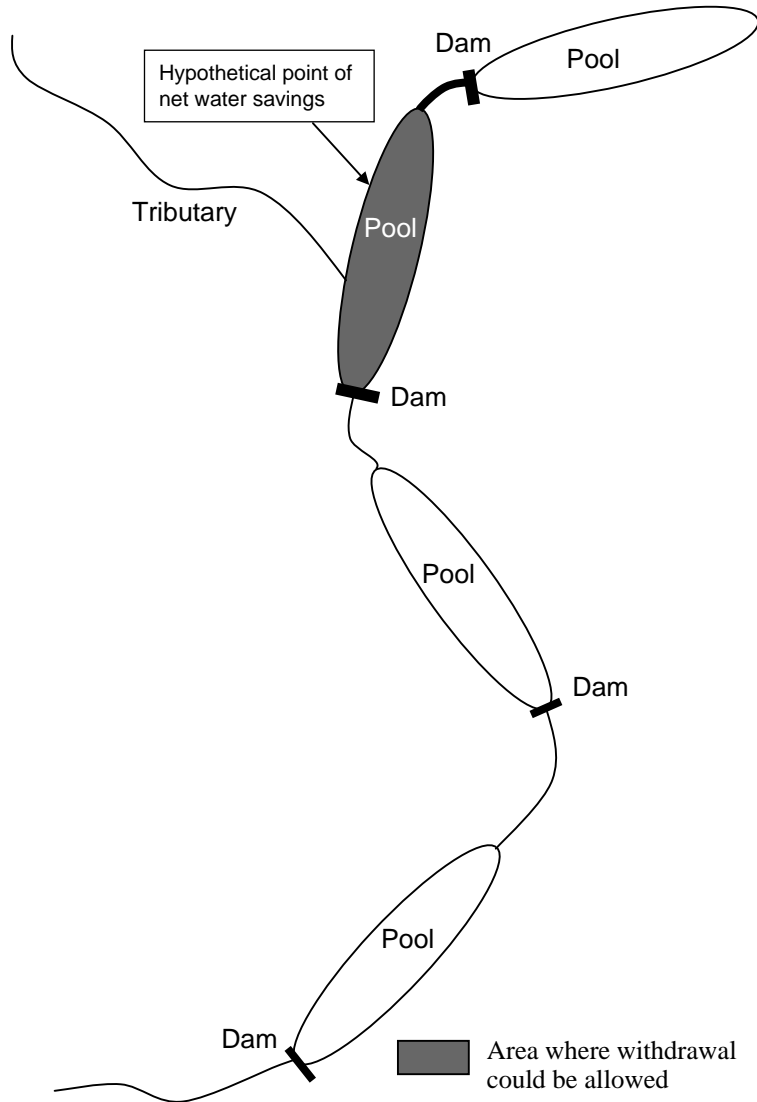 Dam
Pool
Hypothetical point of
net water savings
Tributary
Pool
Dam
Pool
Dam
Pool
Dam
Area where withdrawal
could be allowed